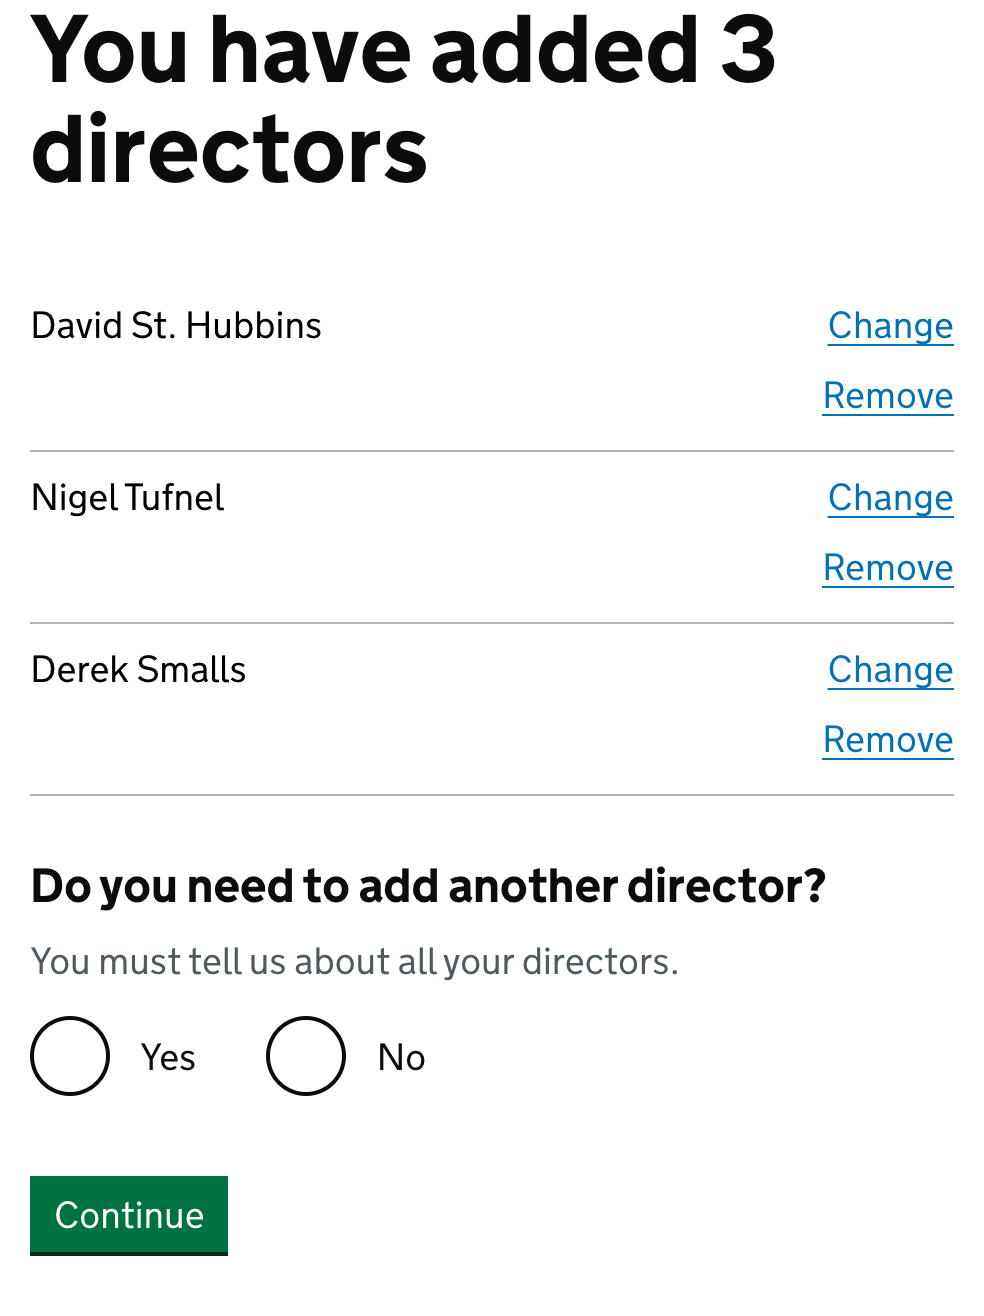 You have added 3
directors
David St. Hubbins
Change
Remove
Nigel Tufnel
Change
Remove
Derek Smalls
Change
Remove
Do you need to add another director?
You must tell us about all your directors.
Yes No
Continue